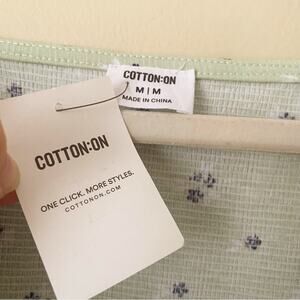 COTTON:ON
M | M
MADE IN CHINA
COTTON:ON
ONE CLICK. MORE STYLES.
COTTONON.COM